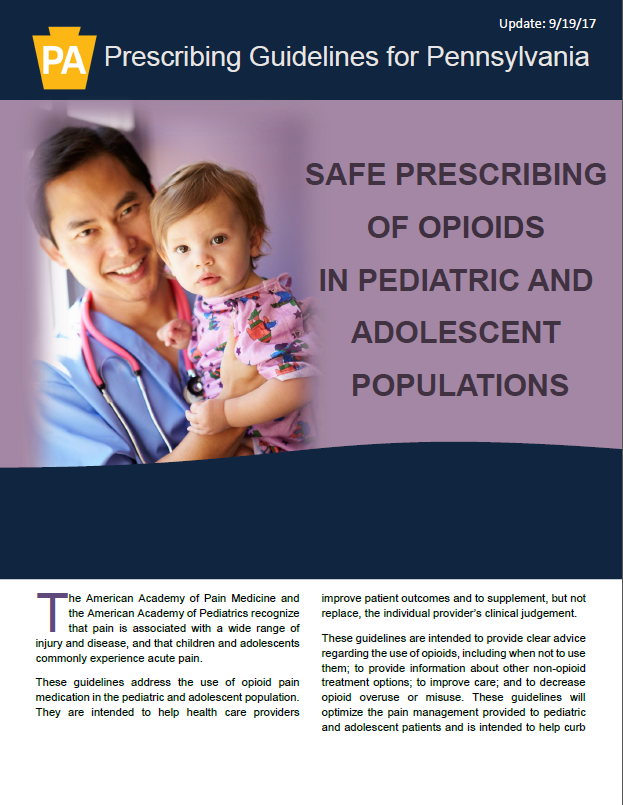 Update: 9/19/17
PA
Prescribing Guidelines for Pennsylvania
SAFE PRESCRIBING
OF OPIOIDS
IN PEDIATRIC AND
ADOLESCENT
POPULATIONS
The American Academy of Pain Medicine and
the American Academy of Pediatrics recognize
that pain is associated with a wide range of
injury and disease, and that children and adolescents
commonly experience acute pain.
These guidelines address the use of opioid pain
medication in the pediatric and adolescent population.
They are intended to help health care providers
improve patient outcomes and to supplement, but not
replace, the individual provider's clinical judgement.
These guidelines are intended to provide clear advice
regarding the use of opioids, including when not to use
them; to provide information about other non-opioid
treatment options; to improve care; and to decrease
opioid overuse or misuse. These guidelines will
optimize the pain management provided to pediatric
and adolescent patients and is intended to help curb